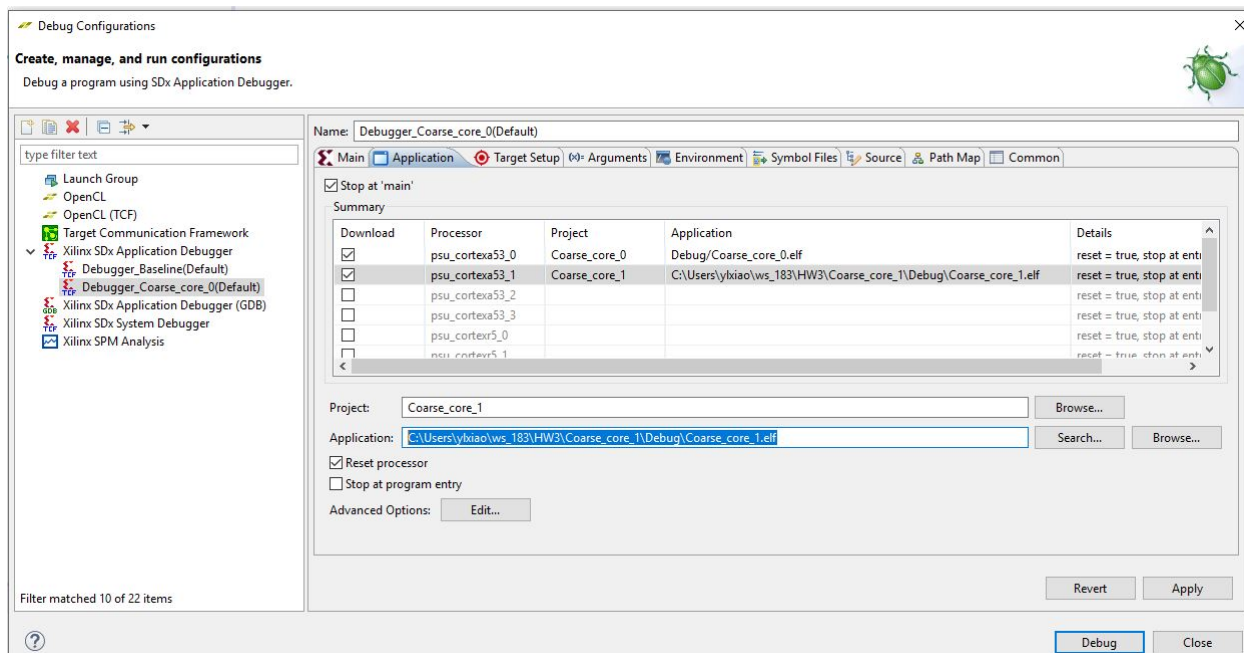 Debug Configurations
Create, manage, and run configurations
Debug a program using SDx Application Debugger.
type filter text
Launch Group
OpenCL
OpenCL (TCF)
Target Communication Framework
Xilinx SDx Application Debugger
Debugger_Baseline(Default)
Debugger_Coarse_core_0(Default)
Xilinx SDx Application Debugger (GDB)
Xilinx SDx System Debugger
Xilinx SPM Analysis
Filter matched 10 of 22 items
Name: Debugger_Coarse_core_0(Default)
Main Application Target Setup (x)= Arguments Environment Symbol Files Source Path Map Common
Stop at 'main'
Summary
Download Processor Project Application Details
psu_cortexa53_0 Coarse_core_0 Debug/Coarse_core_0.elf reset = true, stop at entr
psu_cortexa53_1 Coarse_core_1 C:\Users\ylxiao\ws_183\HW3\Coarse_core_1\Debug\Coarse_core_1.elf reset = true, stop at entr
psu_cortexa53_2 reset = true, stop at entr
psu_cortexa53_3 reset = true, stop at entr
psu_cortexr5_0 reset = true, stop at entr
psu_cortexr5_1 reset = true, stop at entr
Project: Coarse_core_1 Browse...
Application: C:\Users\ylxiao\ws_183\HW3\Coarse_core_1\Debug\Coarse_core_1.elf Search... Browse...
Reset processor
Stop at program entry
Advanced Options: Edit...
Revert Apply
Debug Close